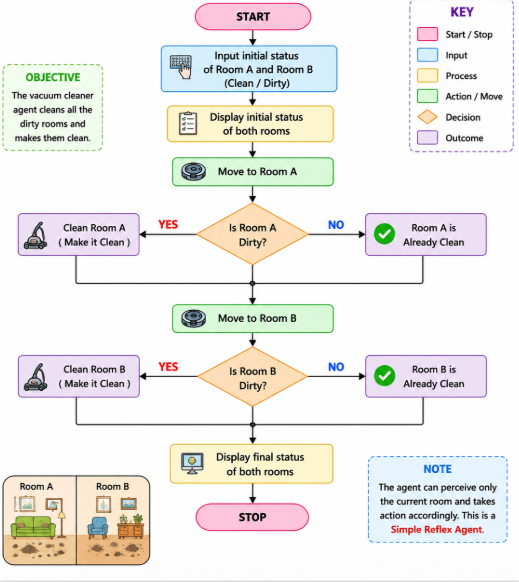 START
KEY
Start / Stop
Input
Process
Action / Move
Decision
Outcome
Input initial status
of Room A and Room B
(Clean / Dirty)
OBJECTIVE
The vacuum cleaner
agent cleans all the
dirty rooms and
makes them clean.
Display initial status
of both rooms
Move to Room A
Clean Room A
( Make it Clean )
YES
Is Room A
Dirty?
NO
Room A is
Already Clean
Move to Room B
Clean Room B
( Make it Clean )
YES
Is Room B
Dirty?
NO
Room B is
Already Clean
Display final status
of both rooms
STOP
Room A
Room B
NOTE
The agent can perceive only
the current room and takes
action accordingly. This is a
Simple Reflex Agent.